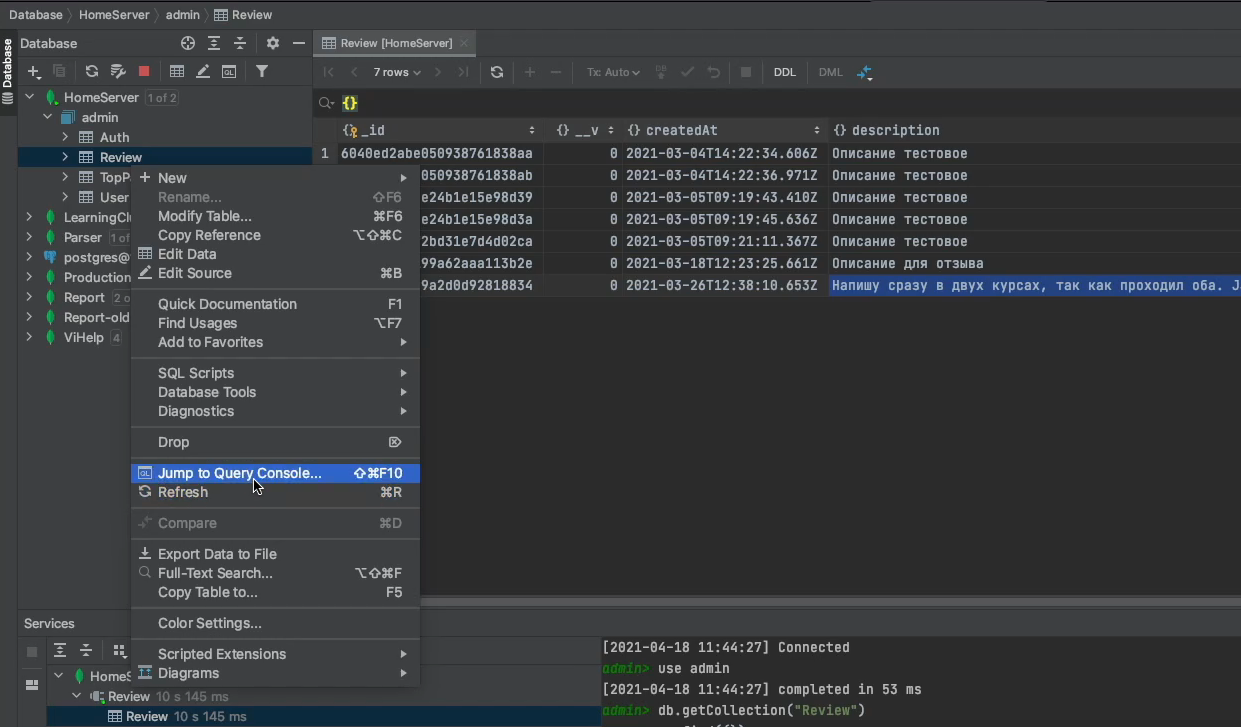 Database HomeServer admin Review
Database
Database
Review [HomeServer]
7 rows
Tx: Auto
DB
DDL
DML
HomeServer 1 of 2
admin
Auth
Review
TopP
User
LearningClu
Parser 1 of
postgres@
Production
Report 2 o
Report-old
ViHelp 4
{}
_id __v createdAt description
1 6040ed2abe050938761838aa 0 2021-03-04T14:22:34.606Z Описание тестовое
050938761838ab 0 2021-03-04T14:22:36.971Z Описание тестовое
e24b1e15e98d39 0 2021-03-05T09:19:43.410Z Описание тестовое
e24b1e15e98d3a 0 2021-03-05T09:19:45.636Z Описание тестовое
2bd31e7d4d02ca 0 2021-03-05T09:21:11.367Z Описание тестовое
99a62aaa113b2e 0 2021-03-18T12:23:25.661Z Описание для отзыва
9a2d0d92818834 0 2021-03-26T12:38:10.653Z Напишу сразу в двух курсах, так как проходил оба. J
New
Rename... ⇧F6
Modify Table... ⌘F6
Copy Reference ⌥⇧⌘C
Edit Data
Edit Source ⌘B
Quick Documentation F1
Find Usages ⌥F7
Add to Favorites
SQL Scripts
Database Tools
Diagnostics
Drop ⌦
QL Jump to Query Console... ⇧⌘F10
Refresh ⌘R
Compare ⌘D
Export Data to File
Full-Text Search... ⌥⇧⌘F
Copy Table to... F5
Color Settings...
Scripted Extensions
Diagrams
Services
HomeS
Review 10 s 145 ms
Review 10 s 145 ms
[2021-04-18 11:44:27] Connected
admin> use admin
[2021-04-18 11:44:27] completed in 53 ms
admin> db.getCollection("Review")